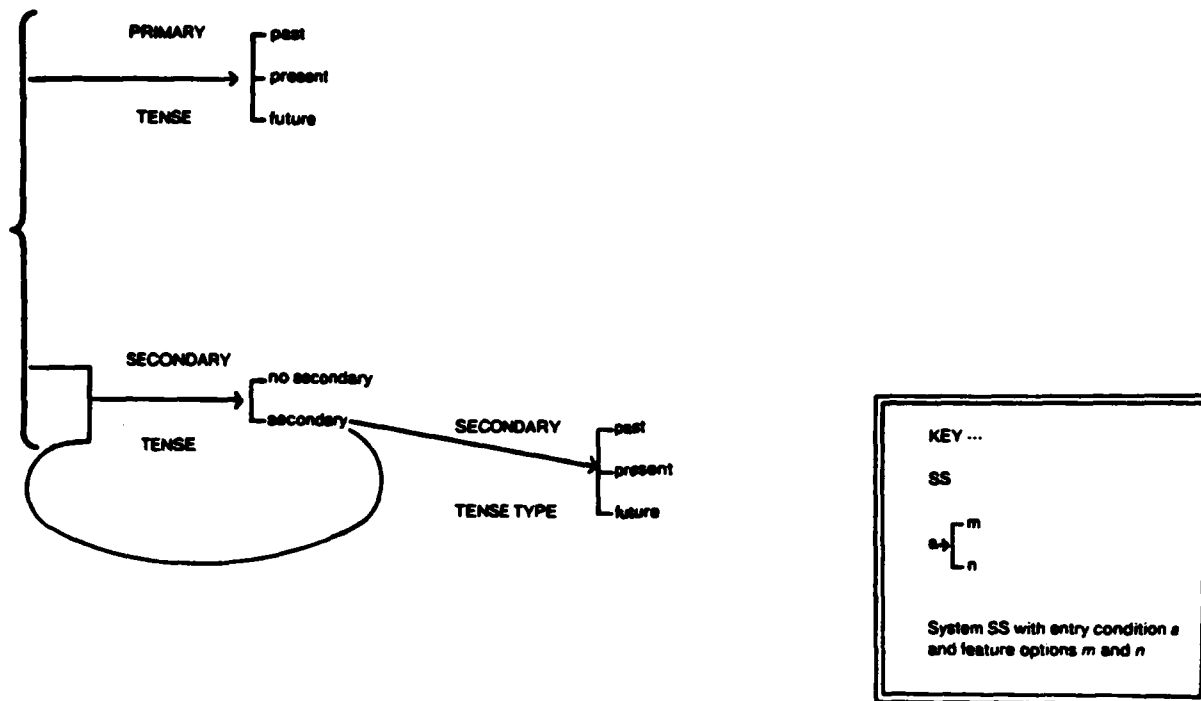 PRIMARY
TENSE
past
present
future
SECONDARY
TENSE
no secondary
secondary
SECONDARY
TENSE TYPE
past
present
future
KEY ...
SS
a
m
n
System SS with entry condition a
and feature options m and n